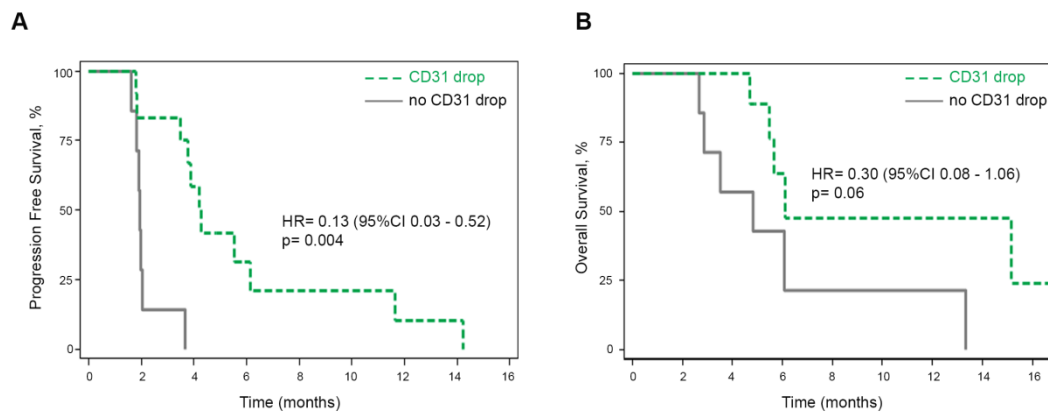 A
Progression Free Survival, %
100
75
50
25
0
CD31 drop
no CD31 drop
HR= 0.13 (95%CI 0.03 - 0.52)
p= 0.004
0 2 4 6 8 10 12 14 16
Time (months)
B
Overall Survival, %
100
75
50
25
0
CD31 drop
no CD31 drop
HR= 0.30 (95%CI 0.08 - 1.06)
p= 0.06
0 2 4 6 8 10 12 14 16
Time (months)